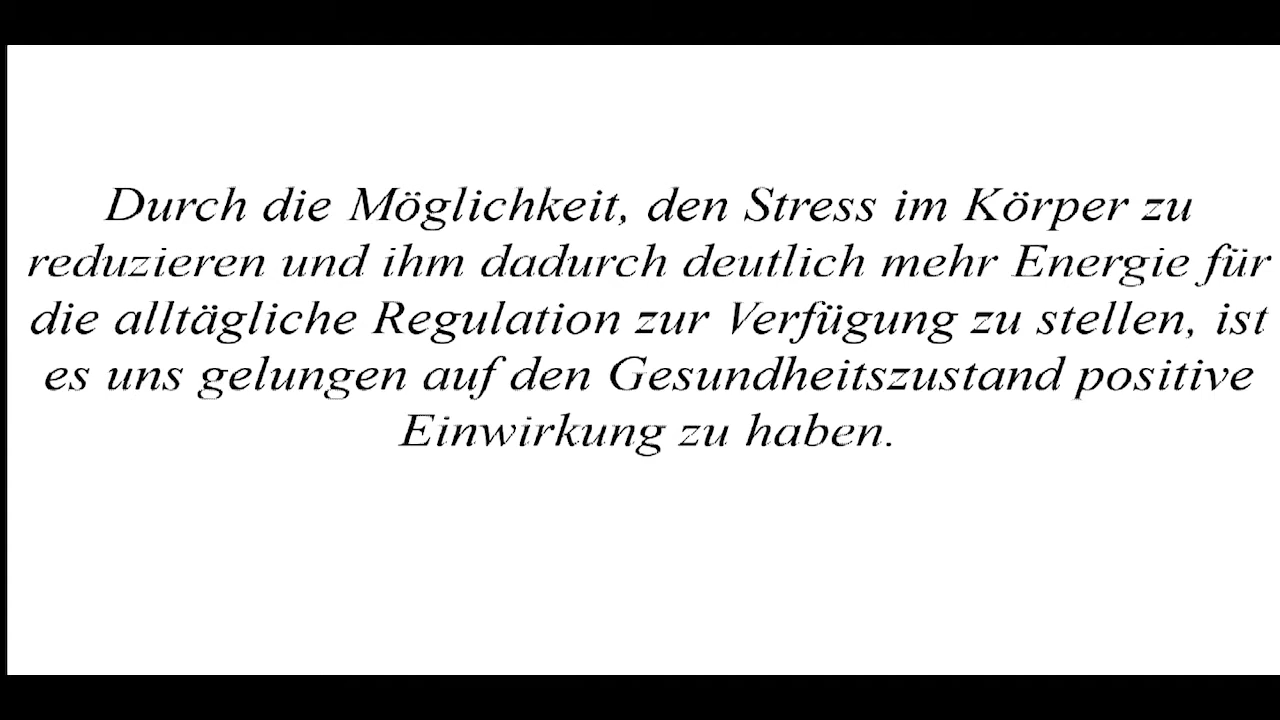 Durch die Möglichkeit, den Stress im Körper zu
reduzieren und ihm dadurch deutlich mehr Energie für
die alltägliche Regulation zur Verfügung zu stellen, ist
es uns gelungen auf den Gesundheitszustand positive
Einwirkung zu haben.